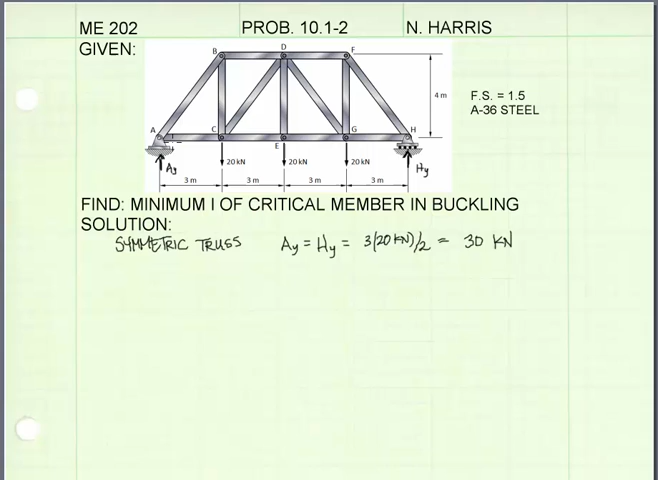 ME 202 PROB. 10.1-2 N. HARRIS
GIVEN:
B D F
4 m
F.S. = 1.5
A-36 STEEL
A C E G H
Ay 20 kN 20 kN 20 kN Hy
3 m 3 m 3 m 3 m
FIND: MINIMUM I OF CRITICAL MEMBER IN BUCKLING
SOLUTION:
SYMMETRIC TRUSS Ay = Hy = 3(20 KN)/2 = 30 KN